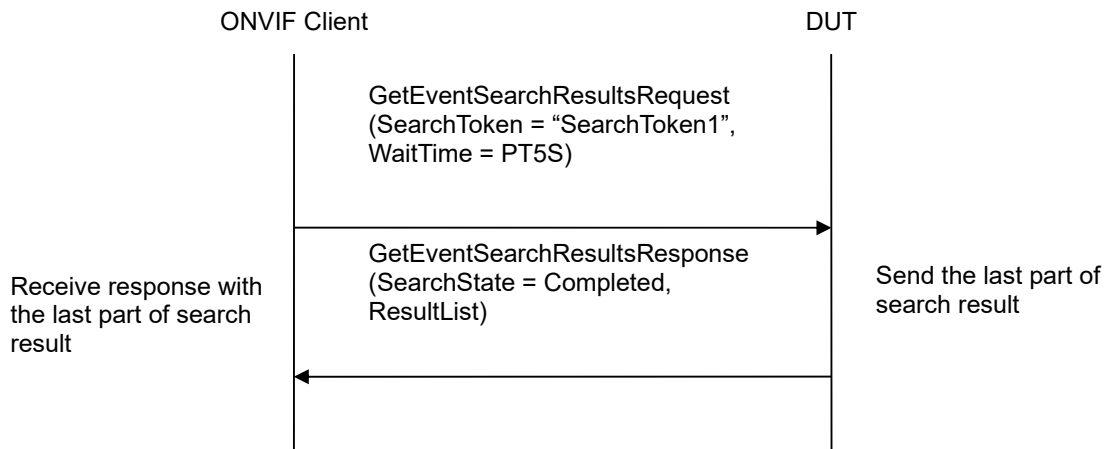 ONVIF Client
DUT
GetEventSearchResultsRequest
(SearchToken = “SearchToken1”,
WaitTime = PT5S)
GetEventSearchResultsResponse
(SearchState = Completed,
ResultList)
Receive response with
the last part of search
result
Send the last part of
search result